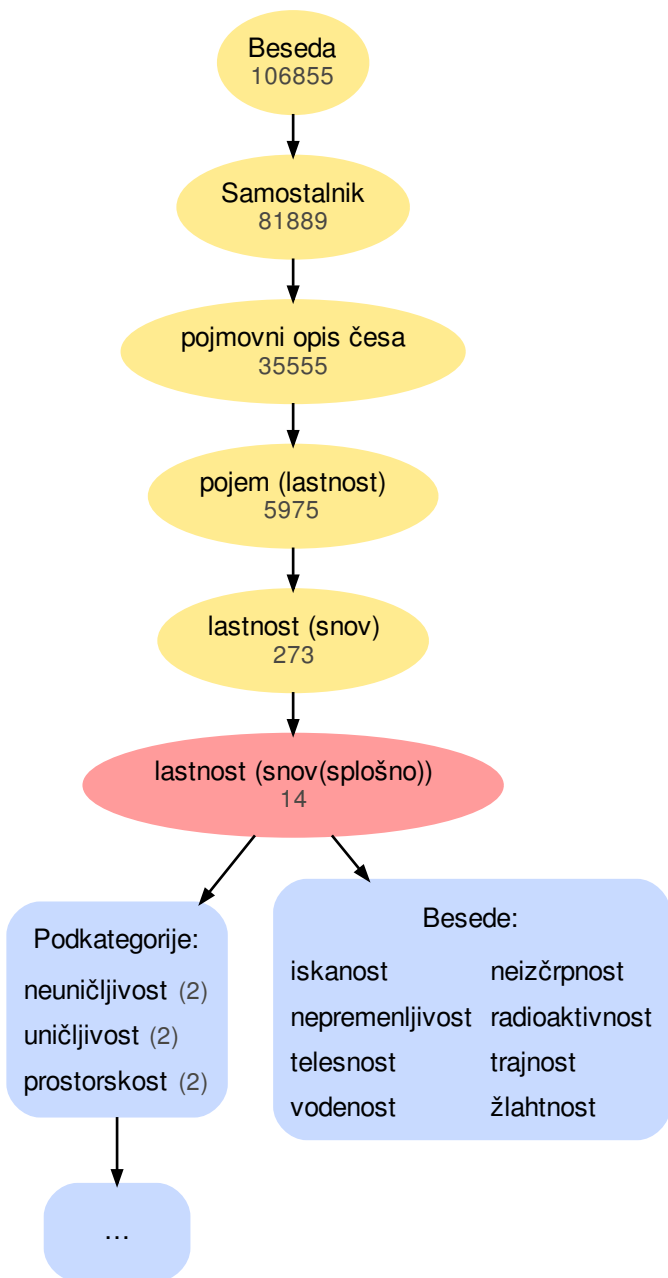 Beseda
106855
Samostalnik
81889
pojmovni opis česa
35555
pojem (lastnost)
5975
lastnost (snov)
273
lastnost (snov(splošno))
14
Podkategorije:
neuničljivost (2)
uničljivost (2)
prostorskost (2)
...
Besede:
iskanost neizčrpnost
nepremenljivost radioaktivnost
telesnost trajnost
vodenost žlahtnost